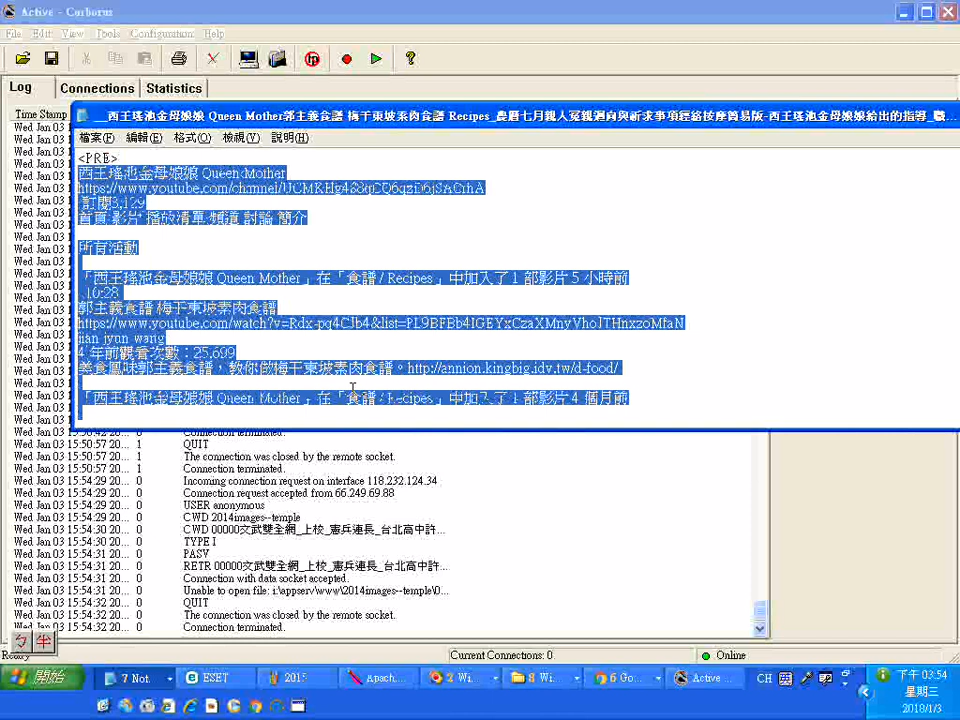 Active - Cerberus
File Edit View Tools Configuration Help
Log Connections Statistics
Time Stamp
西王瑤池金母娘娘 Queen Mother郭主義食譜 梅干東坡素肉食譜 Recipes_農曆七月親人冤親迴向與祈求事項經絡按摩簡易版-西王瑤池金母娘娘給出的指導_
檔案(F) 編輯(E) 格式(O) 檢視(V) 說明(H)
<PRE>
西王瑤池金母娘娘 Queen Mother
訂閱3,129
首頁 影片 播放清單 頻道 討論 簡介
所有活動
「西王瑤池金母娘娘 Queen Mother」在「食譜 / Recipes」中加入了 1 部影片 5 小時前
10:28
郭主義食譜 梅干東坡素肉食譜
https://www.youtube.com/watch?v=Rdx-pq4CJb4&list=PL9BFBb4IGEYxCzaXMnyVhoJTHnxzoMfaN
jian jyun wang
4 年前觀看次數：25,699
美食鳳味郭主義食譜，教你做梅干東坡素肉食譜。http://annion.kingbig.idv.tw/d-food/
「西王瑤池金母娘娘 Queen Mother」在「食譜 / Recipes」中加入了 1 部影片 4 個月前
Wed Jan 03 15:50:57 20... 1 QUIT
Wed Jan 03 15:50:57 20... 1 The connection was closed by the remote socket.
Wed Jan 03 15:50:57 20... 1 Connection terminated.
Wed Jan 03 15:54:29 20... 0 Incoming connection request on interface 118.232.124.34
Wed Jan 03 15:54:29 20... 0 Connection request accepted from 66.249.69.88
Wed Jan 03 15:54:29 20... 0 USER anonymous
Wed Jan 03 15:54:29 20... 0 CWD 2014images--temple
Wed Jan 03 15:54:30 20... 0 CWD 00000文武雙全網_上校_憲兵連長_台北高中許...
Wed Jan 03 15:54:31 20... 0 TYPE I
Wed Jan 03 15:54:31 20... 0 PASV
Wed Jan 03 15:54:31 20... 0 RETR 00000文武雙全網_上校_憲兵連長_台北高中許...
Wed Jan 03 15:54:31 20... 0 Connection with data socket accepted.
Wed Jan 03 15:54:31 20... 0 Unable to open file: i:\appserv\www\2014images--temple\0...
Wed Jan 03 15:54:32 20... 0 QUIT
Wed Jan 03 15:54:32 20... 0 The connection was closed by the remote socket.
Wed Jan 03 15:54:32 20... 0 Connection terminated.
ㄅ 半
Current Connections: 0 Online
開始 7 Not. ESET 2015 Apach... 2 Wi 8 Wi 6 Go Active ... CH 下午 03:54
星期三
2018/1/3